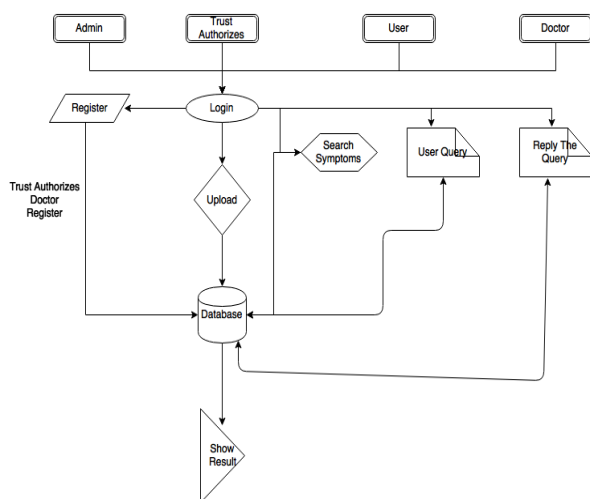 Admin
Trust
Authorizes
User
Doctor
Register
Login
Search
Symptoms
User Query
Reply The
Query
Trust Authorizes
Doctor
Register
Upload
Database
Show
Result